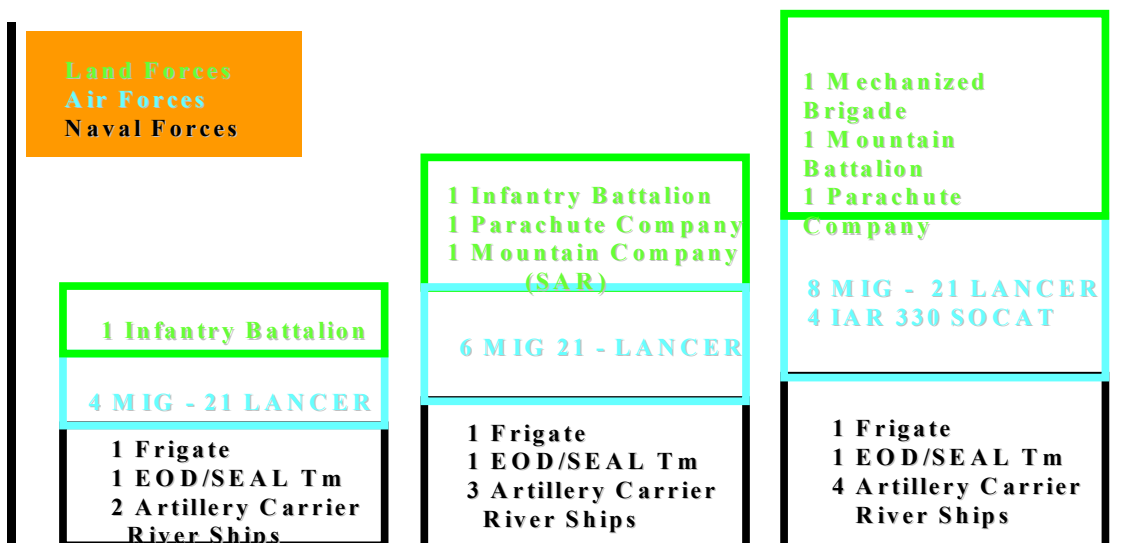 Land Forces
Air Forces
Naval Forces
1 Infantry Battalion
4 MIG - 21 LANCER
1 Frigate
1 EOD/SEAL Tm
2 Artillery Carrier
River Ships
1 Infantry Battalion
1 Parachute Company
1 Mountain Company
(SAR)
6 MIG 21 - LANCER
1 Frigate
1 EOD/SEAL Tm
3 Artillery Carrier
River Ships
1 Mechanized
Brigade
1 Mountain
Battalion
1 Parachute
Company
8 MIG - 21 LANCER
4 IAR 330 SOCAT
1 Frigate
1 EOD/SEAL Tm
4 Artillery Carrier
River Ships